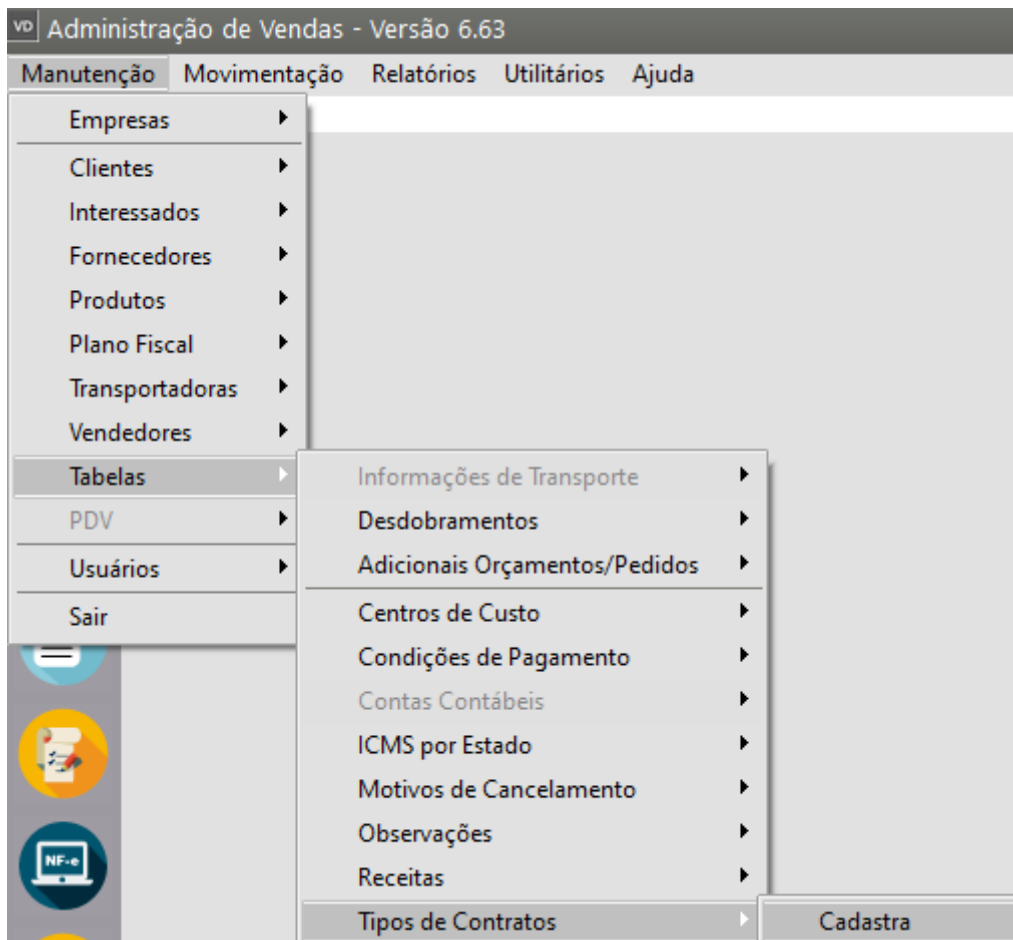 VD Administração de Vendas - Versão 6.63
Manutenção Movimentação Relatórios Utilitários Ajuda
Empresas
Clientes
Interessados
Fornecedores
Produtos
Plano Fiscal
Transportadoras
Vendedores
Tabelas
PDV
Usuários
Sair
Informações de Transporte
Desdobramentos
Adicionais Orçamentos/Pedidos
Centros de Custo
Condições de Pagamento
Contas Contábeis
ICMS por Estado
Motivos de Cancelamento
Observações
Receitas
Tipos de Contratos
Cadastra
NF-e